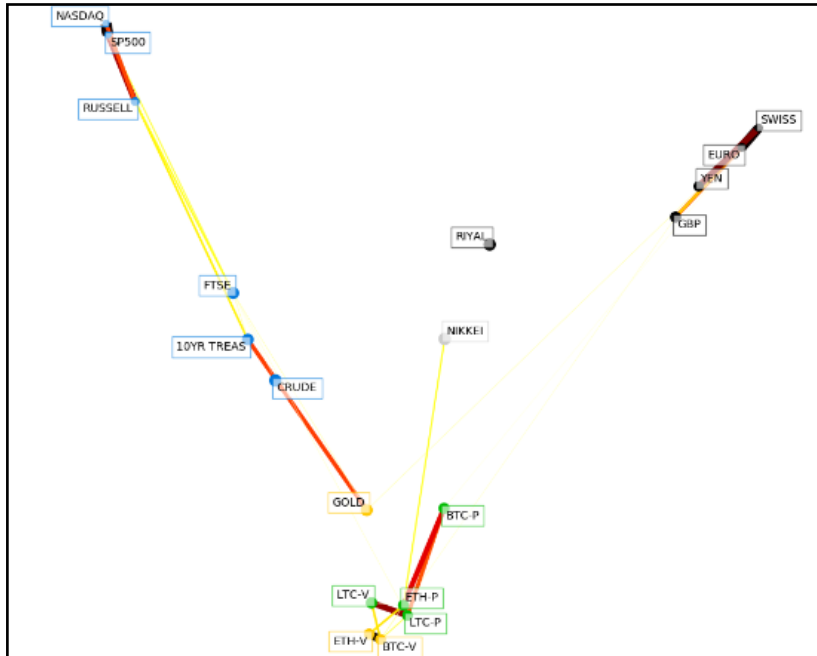 NASDAQ
SP500
RUSSELL
SWISS
EURO
YEN
GBP
RIYAL
FTSE
NIKKEI
10YR TREAS
CRUDE
GOLD
BTC-P
LTC-V
ETH-P
LTC-P
ETH-V
BTC-V